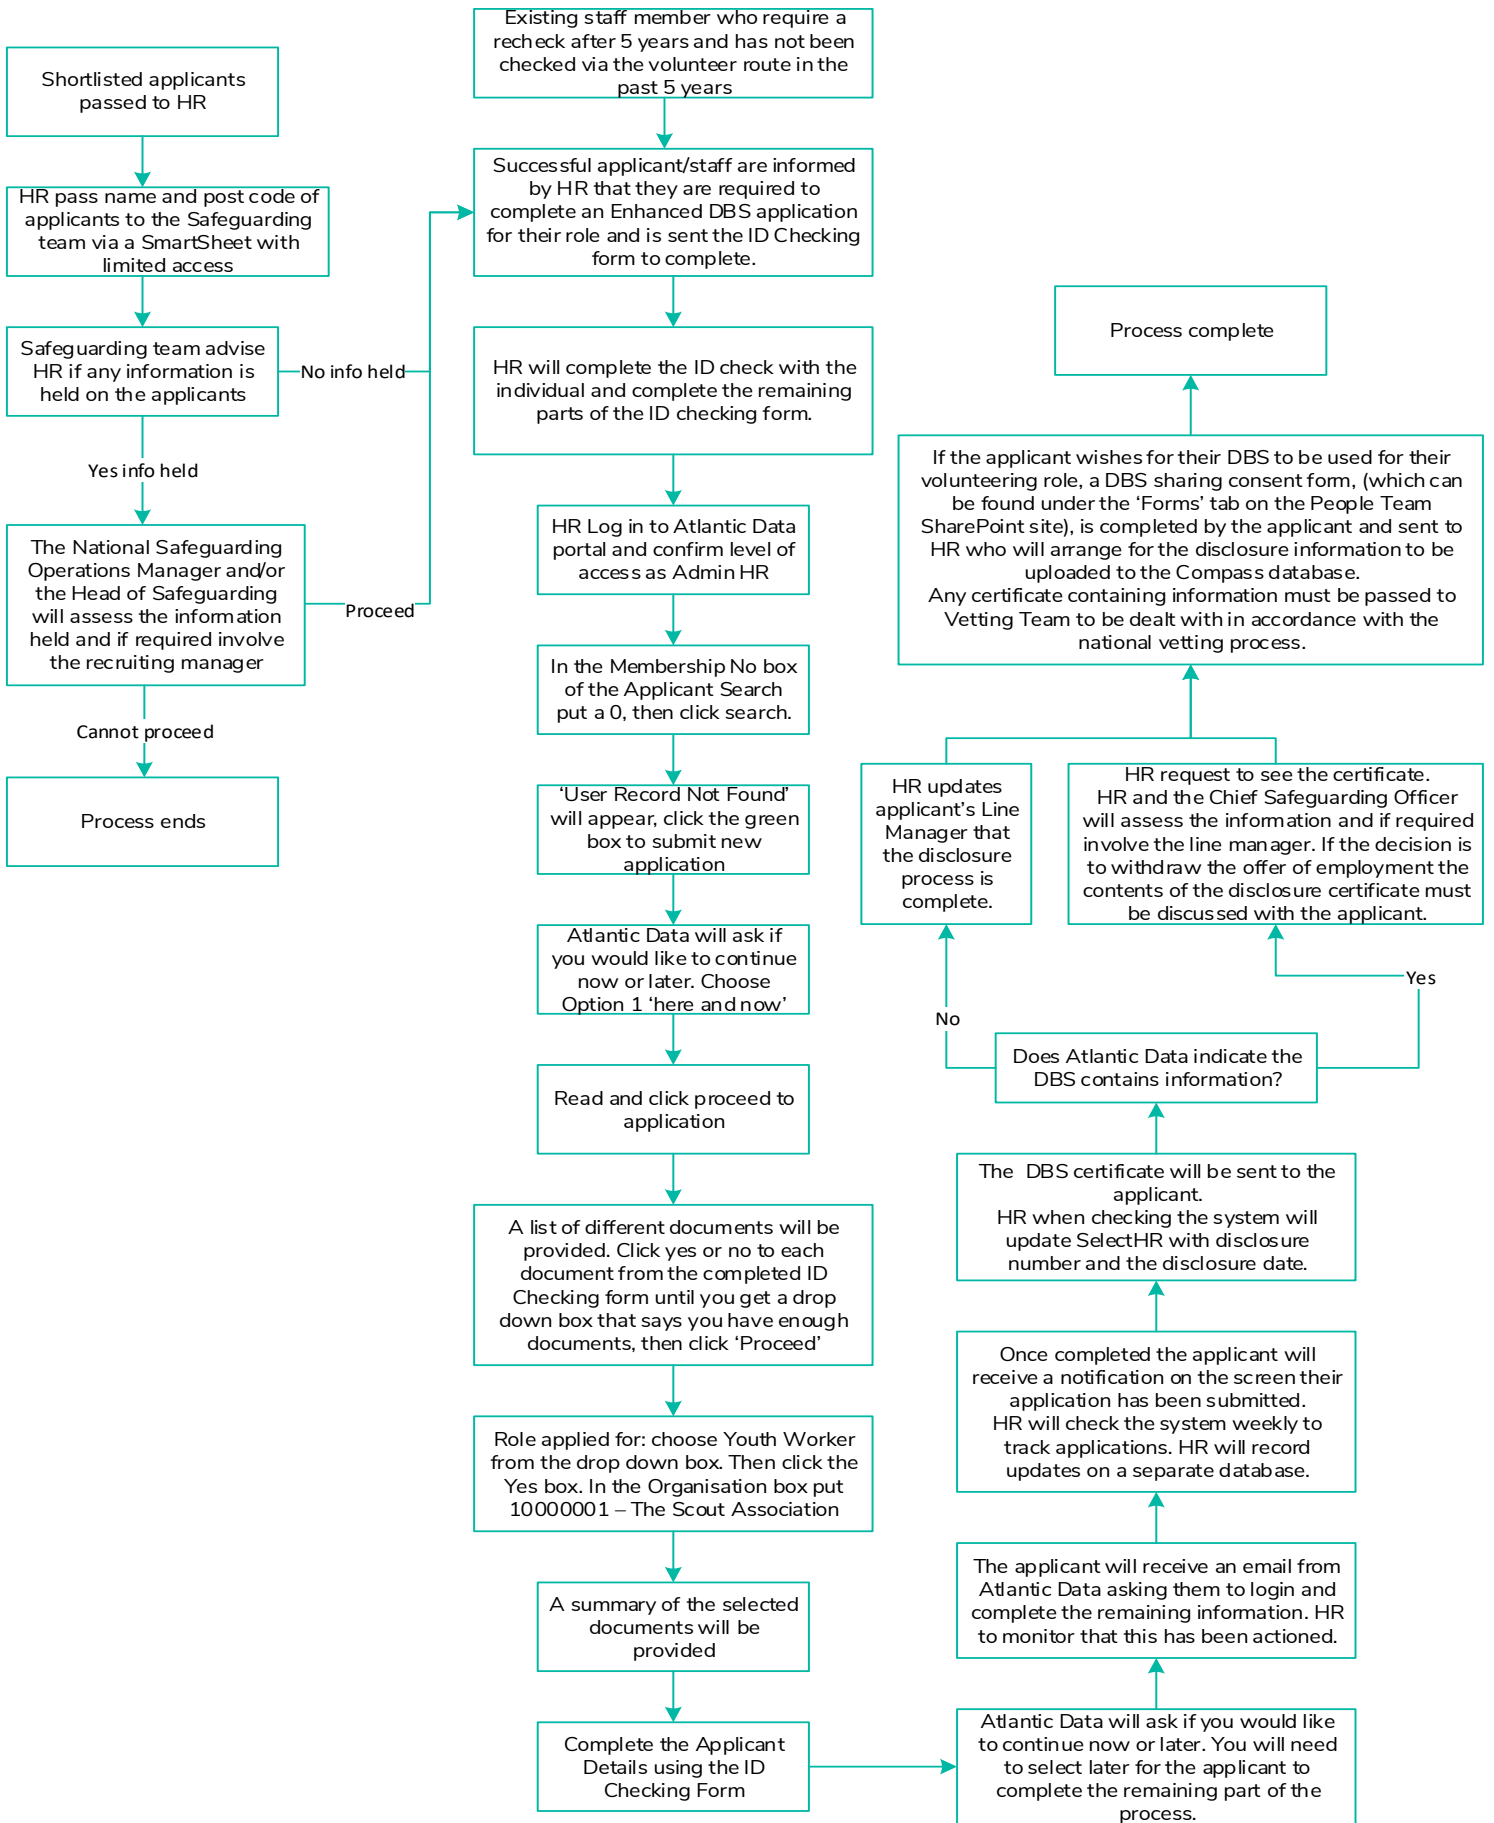 Shortlisted applicants
passed to HR
HR pass name and post code of
applicants to the Safeguarding
team via a SmartSheet with
limited access
Safeguarding team advise
HR if any information is
held on the applicants
No info held
Yes info held
The National Safeguarding
Operations Manager and/or
the Head of Safeguarding
will assess the information
held and if required involve
the recruiting manager
Proceed
Cannot proceed
Process ends
Existing staff member who require a
recheck after 5 years and has not been
checked via the volunteer route in the
past 5 years
Successful applicant/staff are informed
by HR that they are required to
complete an Enhanced DBS application
for their role and is sent the ID Checking
form to complete.
HR will complete the ID check with the
individual and complete the remaining
parts of the ID checking form.
HR Log in to Atlantic Data
portal and confirm level of
access as Admin HR
In the Membership No box
of the Applicant Search
put a 0, then click search.
‘User Record Not Found’
will appear, click the green
box to submit new
application
Atlantic Data will ask if
you would like to continue
now or later. Choose
Option 1 ‘here and now’
Read and click proceed to
application
A list of different documents will be
provided. Click yes or no to each
document from the completed ID
Checking form until you get a drop
down box that says you have enough
documents, then click ‘Proceed’
Role applied for: choose Youth Worker
from the drop down box. Then click the
Yes box. In the Organisation box put
10000001 – The Scout Association
A summary of the selected
documents will be
provided
Complete the Applicant
Details using the ID
Checking Form
Atlantic Data will ask if you would like
to continue now or later. You will need
to select later for the applicant to
complete the remaining part of the
process.
The applicant will receive an email from
Atlantic Data asking them to login and
complete the remaining information. HR
to monitor that this has been actioned.
Once completed the applicant will
receive a notification on the screen their
application has been submitted.
HR will check the system weekly to
track applications. HR will record
updates on a separate database.
The DBS certificate will be sent to the
applicant.
HR when checking the system will
update SelectHR with disclosure
number and the disclosure date.
Does Atlantic Data indicate the
DBS contains information?
No
Yes
HR updates
applicant’s Line
Manager that
the disclosure
process is
complete.
HR request to see the certificate.
HR and the Chief Safeguarding Officer
will assess the information and if required
involve the line manager. If the decision is
to withdraw the offer of employment the
contents of the disclosure certificate must
be discussed with the applicant.
If the applicant wishes for their DBS to be used for their
volunteering role, a DBS sharing consent form, (which can
be found under the ‘Forms’ tab on the People Team
SharePoint site), is completed by the applicant and sent to
HR who will arrange for the disclosure information to be
uploaded to the Compass database.
Any certificate containing information must be passed to
Vetting Team to be dealt with in accordance with the
national vetting process.
Process complete